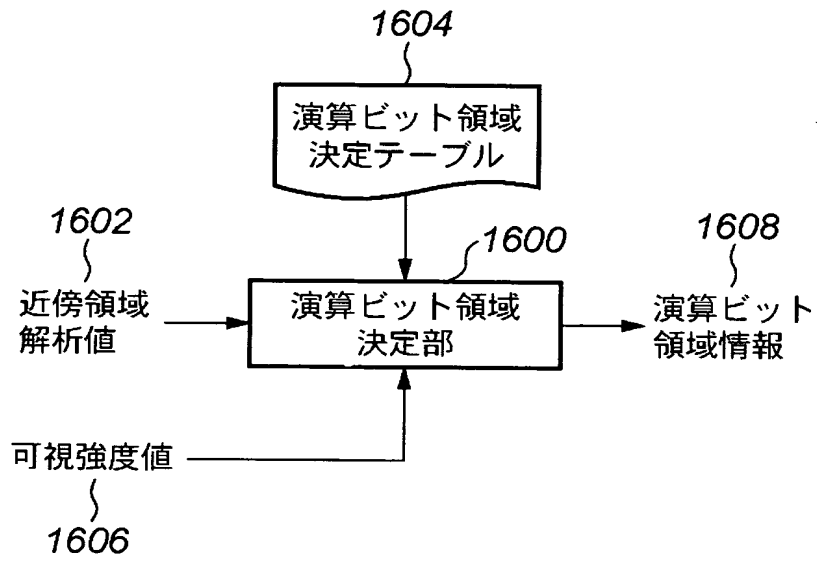 1604
演算ビット領域
決定テーブル
1602
近傍領域
解析値
1600
演算ビット領域
決定部
1608
演算ビット
領域情報
可視強度値
1606